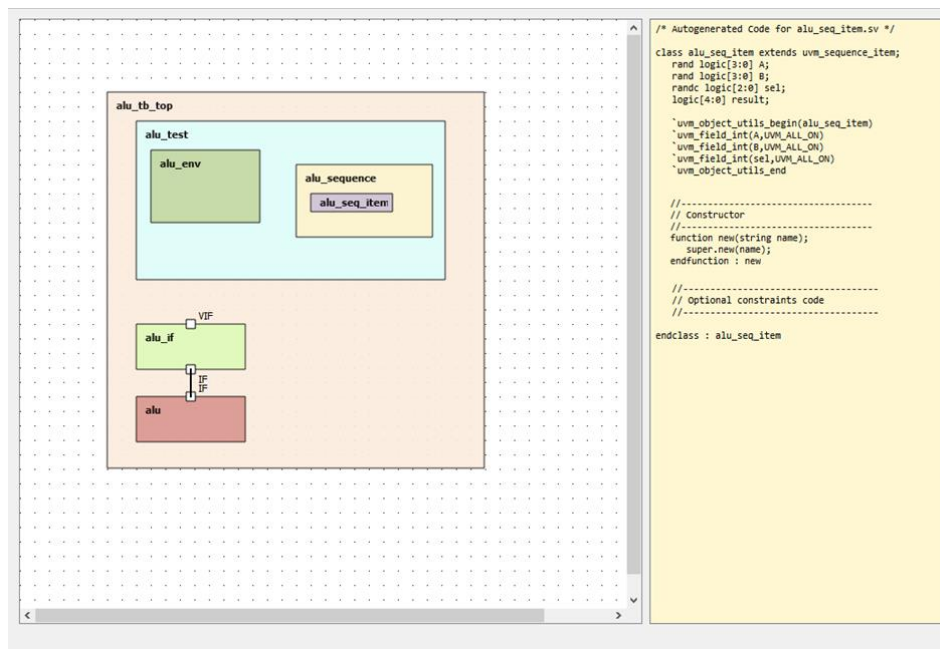 alu_tb_top
alu_test
alu_env
alu_sequence
alu_seq_item
VIF
alu_if
IF
IF
alu
/* Autogenerated Code for alu_seq_item.sv */
class alu_seq_item extends uvm_sequence_item;
rand logic[3:0] A;
rand logic[3:0] B;
randc logic[2:0] sel;
logic[4:0] result;
`uvm_object_utils_begin(alu_seq_item)
`uvm_field_int(A,UVM_ALL_ON)
`uvm_field_int(B,UVM_ALL_ON)
`uvm_field_int(sel,UVM_ALL_ON)
`uvm_object_utils_end
//-----------------------------------
// Constructor
//-----------------------------------
function new(string name);
super.new(name);
endfunction : new
//-----------------------------------
// Optional constraints code
//-----------------------------------
endclass : alu_seq_item